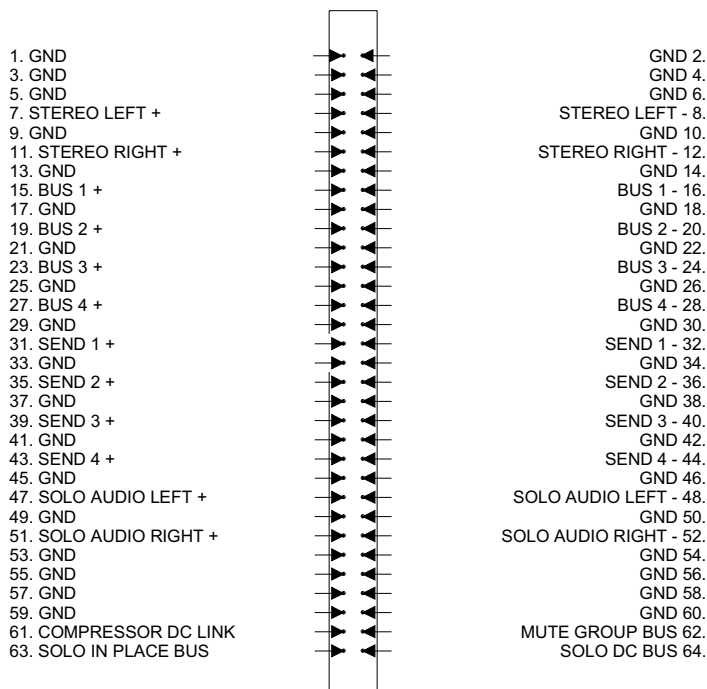 1. GND GND 2.
3. GND GND 4.
5. GND GND 6.
7. STEREO LEFT + STEREO LEFT - 8.
9. GND GND 10.
11. STEREO RIGHT + STEREO RIGHT - 12.
13. GND GND 14.
15. BUS 1 + BUS 1 - 16.
17. GND GND 18.
19. BUS 2 + BUS 2 - 20.
21. GND GND 22.
23. BUS 3 + BUS 3 - 24.
25. GND GND 26.
27. BUS 4 + BUS 4 - 28.
29. GND GND 30.
31. SEND 1 + SEND 1 - 32.
33. GND GND 34.
35. SEND 2 + SEND 2 - 36.
37. GND GND 38.
39. SEND 3 + SEND 3 - 40.
41. GND GND 42.
43. SEND 4 + SEND 4 - 44.
45. GND GND 46.
47. SOLO AUDIO LEFT + SOLO AUDIO LEFT - 48.
49. GND GND 50.
51. SOLO AUDIO RIGHT + SOLO AUDIO RIGHT - 52.
53. GND GND 54.
55. GND GND 56.
57. GND GND 58.
59. GND GND 60.
61. COMPRESSOR DC LINK MUTE GROUP BUS 62.
63. SOLO IN PLACE BUS SOLO DC BUS 64.